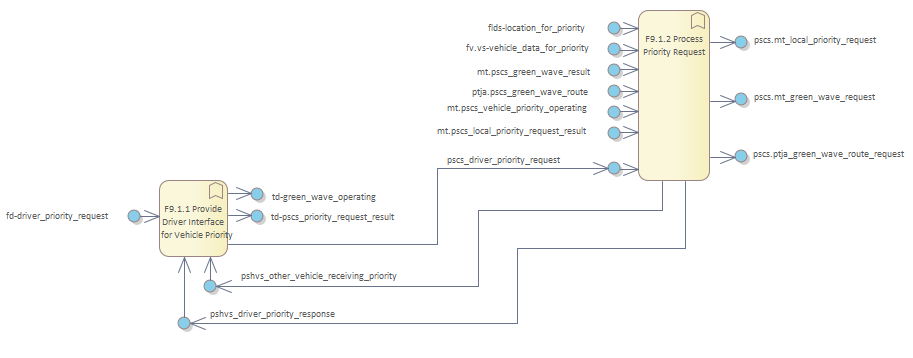 flds-location_for_priority
fv.vs-vehicle_data_for_priority
mt.pscs_green_wave_result
ptja.pscs_green_wave_route
mt.pscs_vehicle_priority_operating
mt.pscs_local_priority_request_result
pscs_driver_priority_request
F9.1.2 Process
Priority Request
pscs.mt_local_priority_request
pscs.mt_green_wave_request
pscs.ptja_green_wave_route_request
fd-driver_priority_request
F9.1.1 Provide
Driver Interface
for Vehicle Priority
td-green_wave_operating
td-pscs_priority_request_result
pshvs_other_vehicle_receiving_priority
pshvs_driver_priority_response